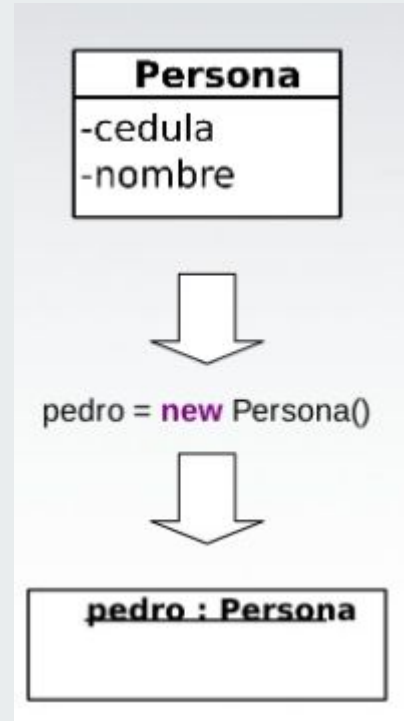 Persona
-cedula
-nombre
pedro = new Persona()
pedro : Persona